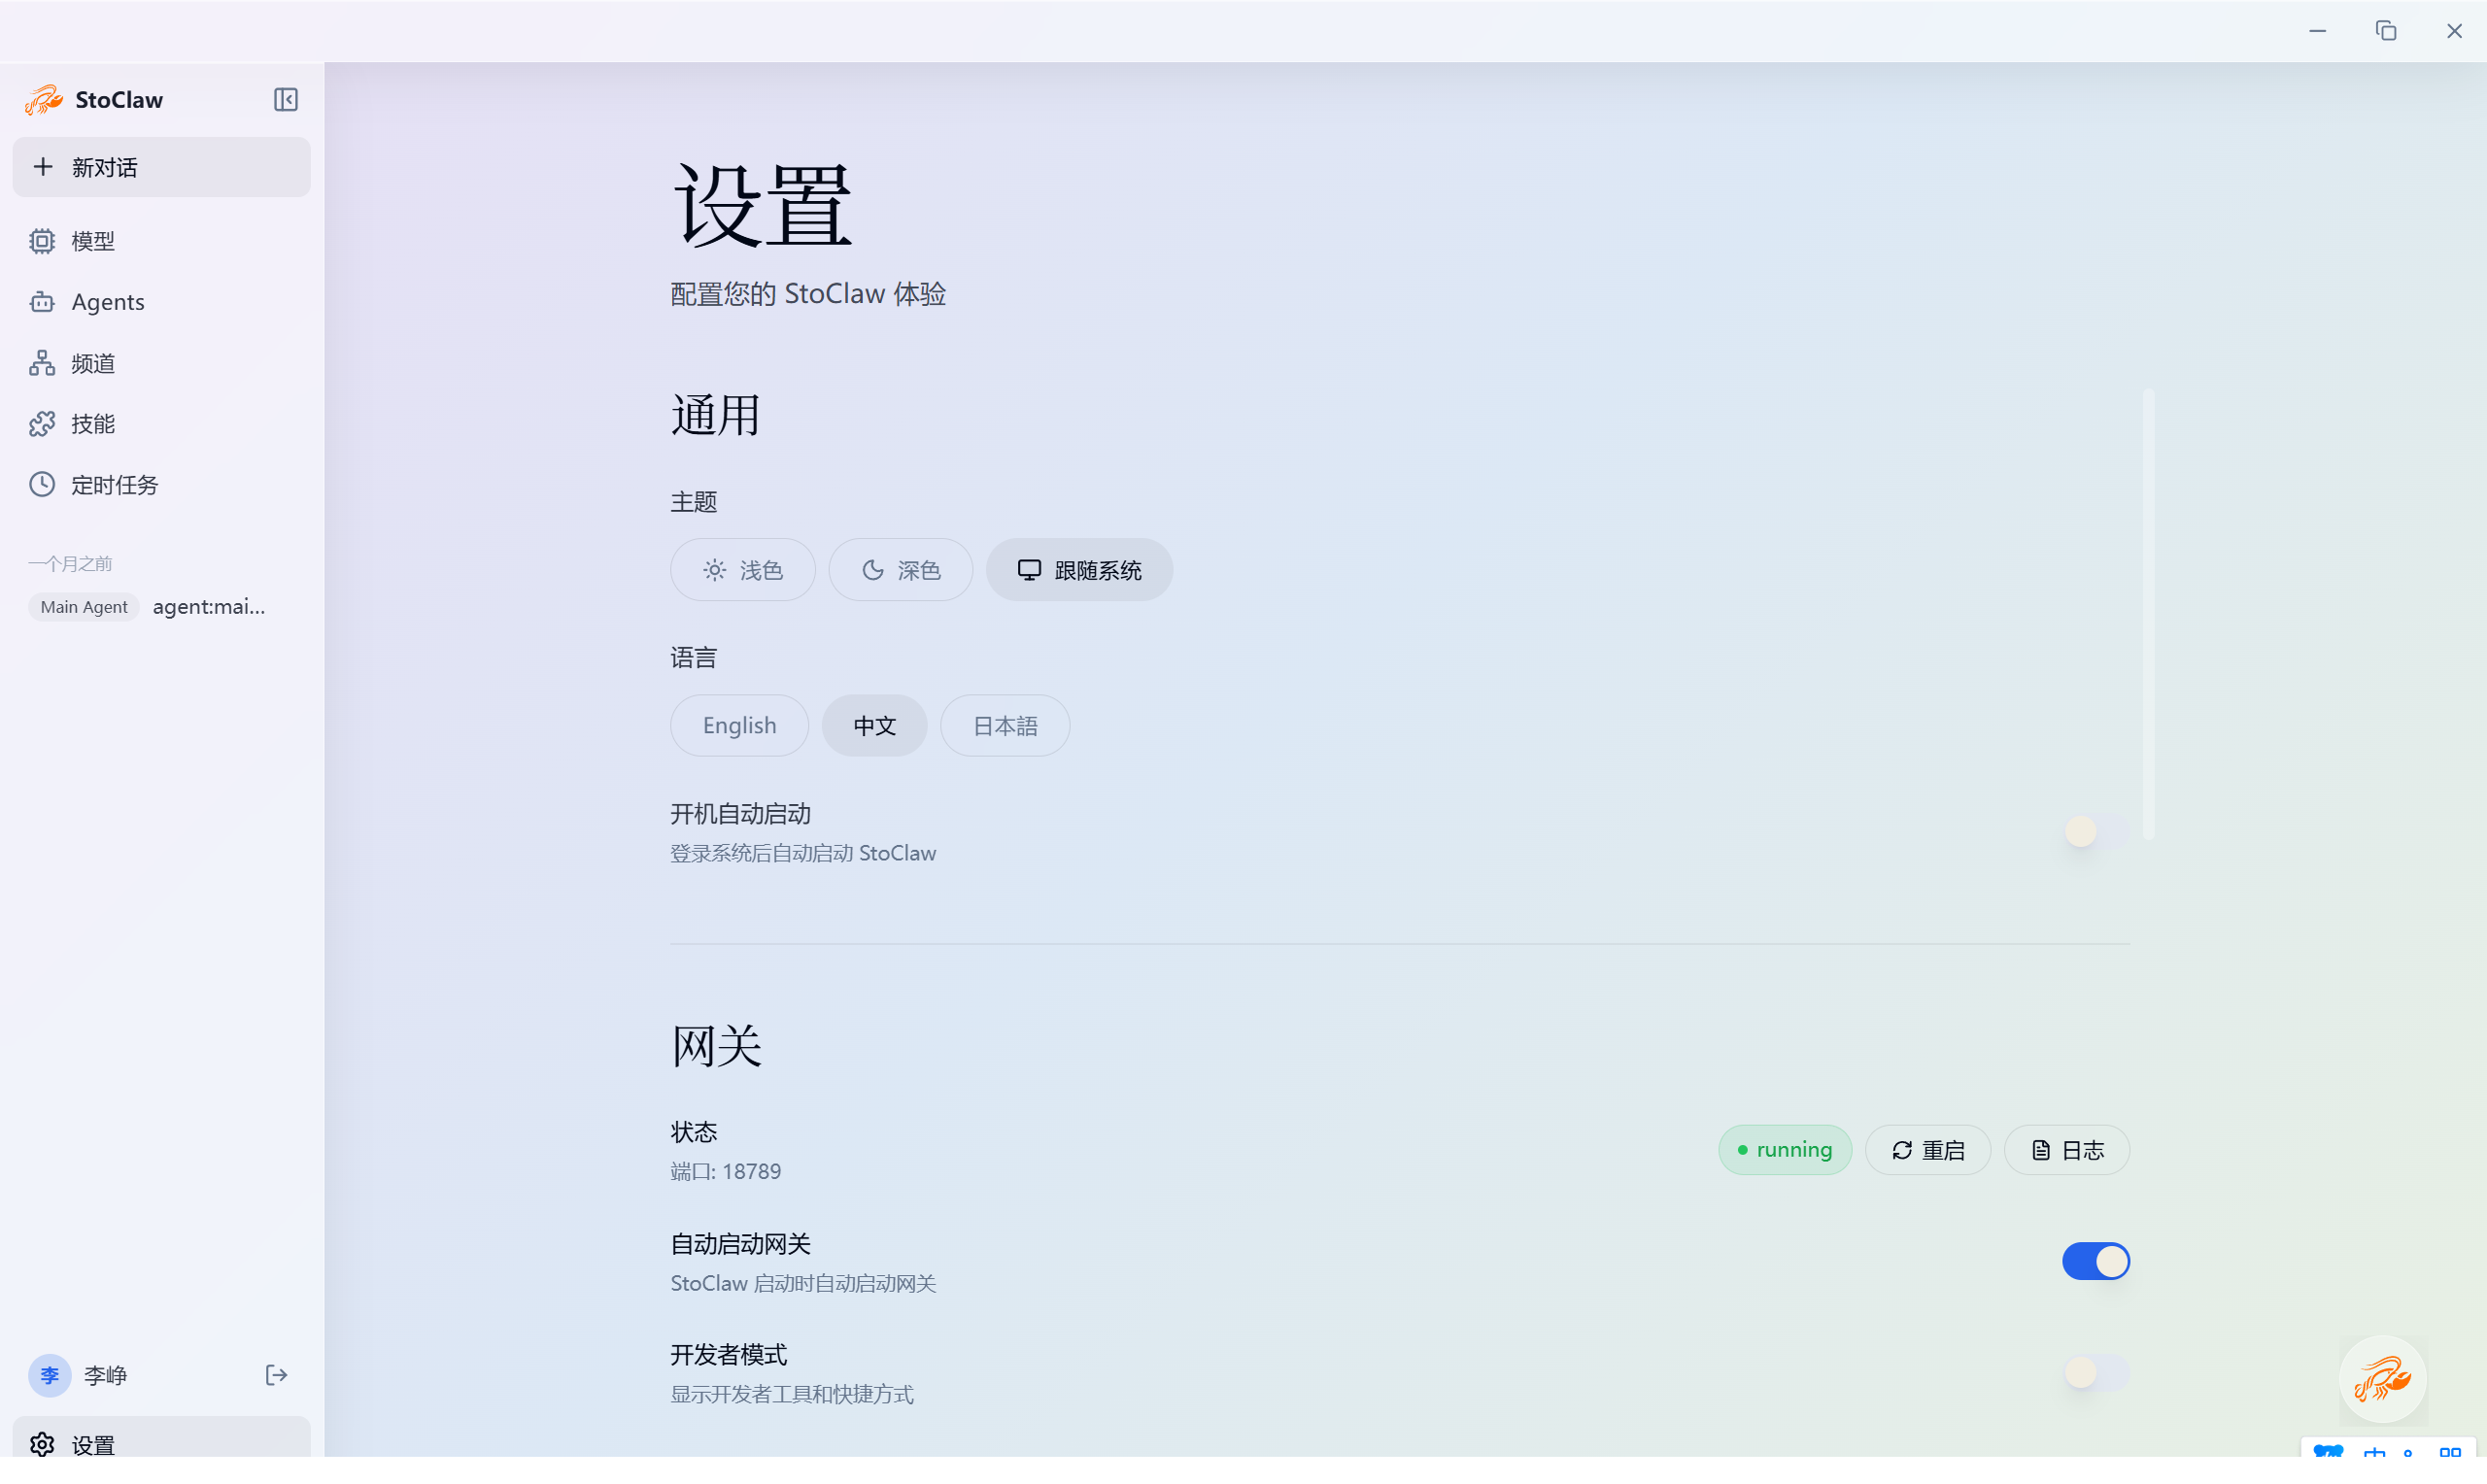 StoClaw
新对话
模型
Agents
频道
技能
定时任务
一个月之前
Main Agent agent:mai...
李 李峥
设置
设置
配置您的 StoClaw 体验
通用
主题
浅色 深色 跟随系统
语言
English 中文 日本語
开机自动启动
登录系统后自动启动 StoClaw
网关
状态
端口: 18789
running 重启 日志
自动启动网关
StoClaw 启动时自动启动网关
开发者模式
显示开发者工具和快捷方式